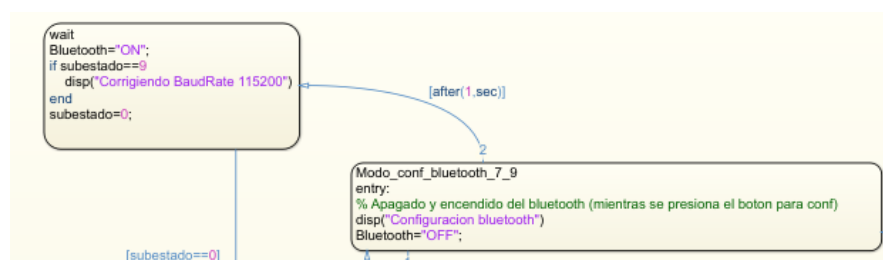 wait
Bluetooth="ON";
if subestado==9
disp("Corrigiendo BaudRate 115200")
end
subestado=0;
[after(1,sec)]
2
Modo_conf_bluetooth_7_9
entry:
% Apagado y encendido del bluetooth (mientras se presiona el boton para conf)
disp("Configuracion bluetooth")
Bluetooth="OFF";
[subestado==0]